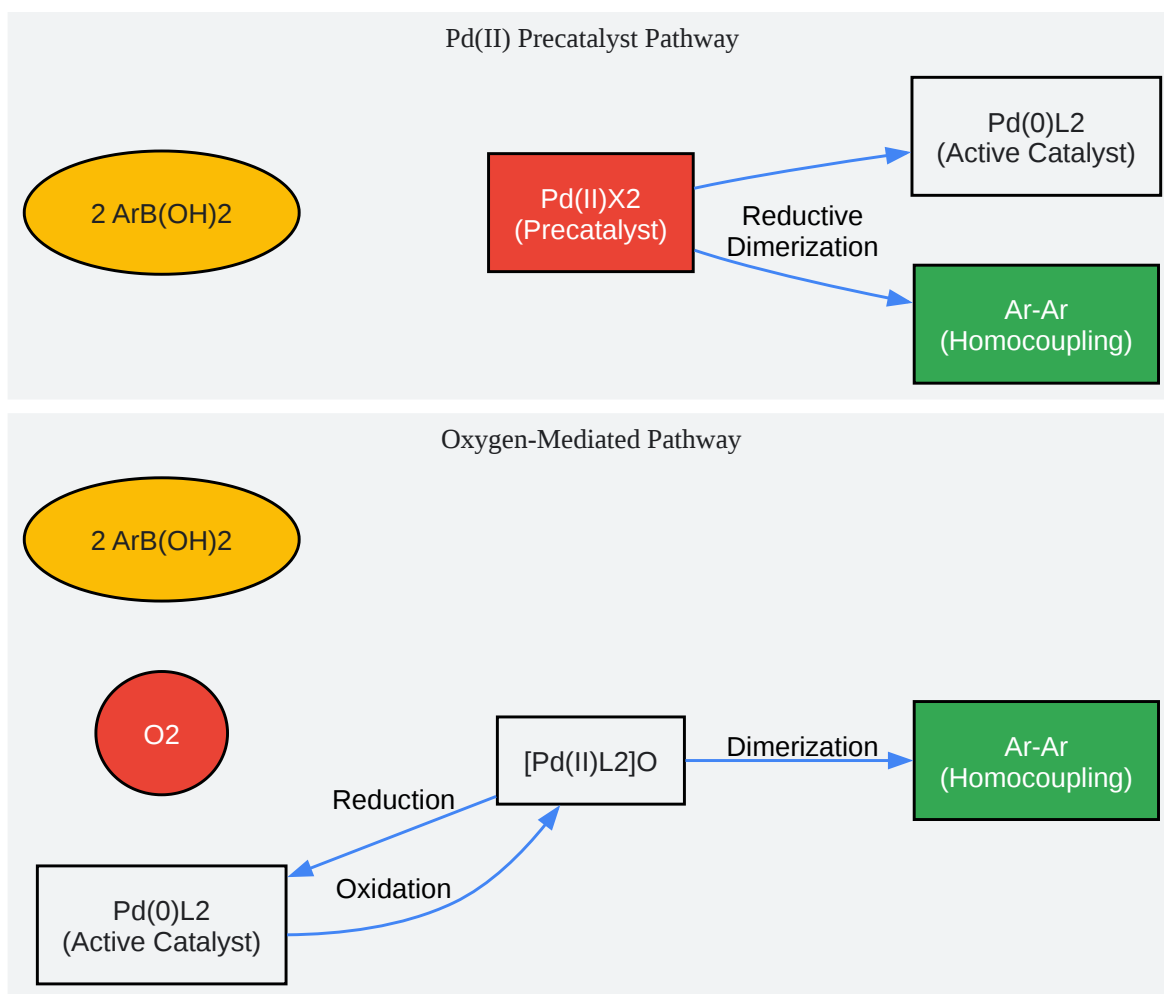 Pd(II) Precatalyst Pathway
2 ArB(OH)2
Pd(II)X2
(Precatalyst)
Pd(0)L2
(Active Catalyst)
Reductive
Dimerization
Ar-Ar
(Homocoupling)
Oxygen-Mediated Pathway
2 ArB(OH)2
O2
[Pd(II)L2]O
Dimerization
Ar-Ar
(Homocoupling)
Reduction
Oxidation
Pd(0)L2
(Active Catalyst)